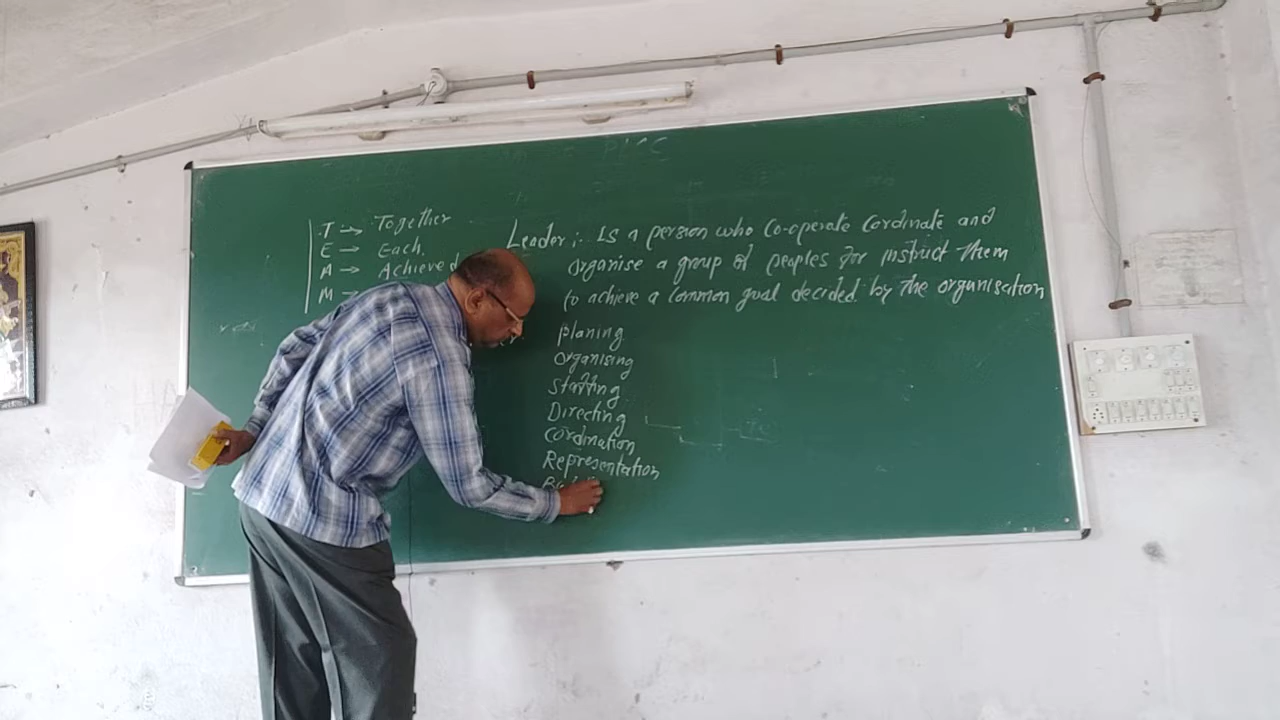 T → Together
E → Each.
A → Achieved
M →
Leader :- Is a person who Co-operate Cordinate and
organise a group of peoples for instruct them
to achieve a Common goal decided by the organisation
planing
organising
staffing
Directing
Cordination
Representation